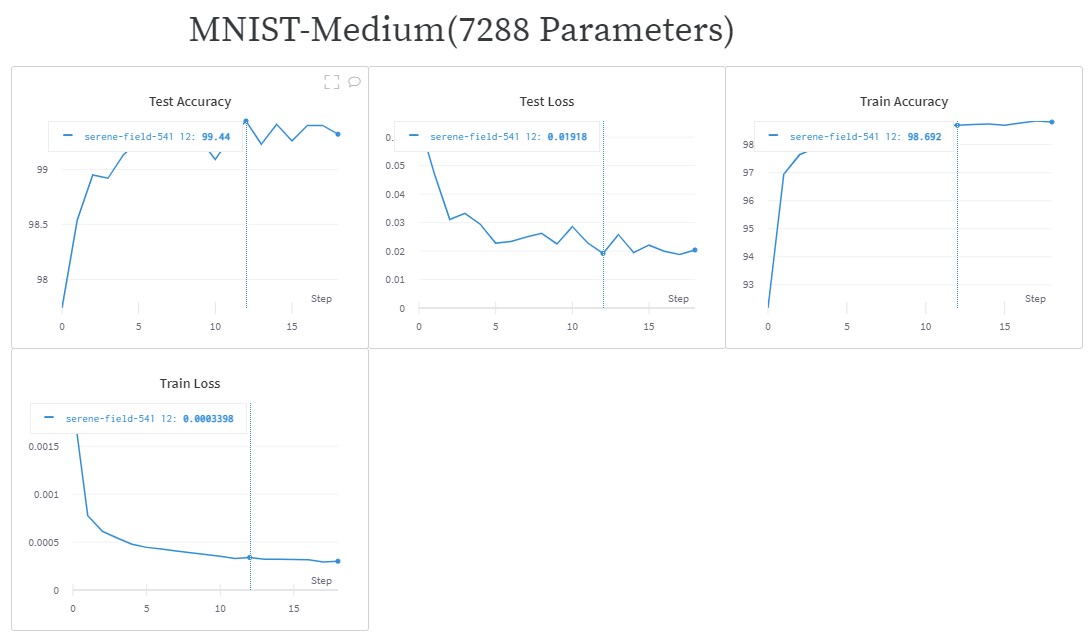 MNIST-Medium(7288 Parameters)
Test Accuracy
serene-field-541 12: 99.44
99
98.5
98
Step
0 5 10 15
Test Loss
serene-field-541 12: 0.01918
0.
0.05
0.04
0.03
0.02
0.01
0
Step
0 5 10 15
Train Accuracy
serene-field-541 12: 98.692
98
97
96
95
94
93
Step
0 5 10 15
Train Loss
serene-field-541 12: 0.0003398
0.0015
0.001
0.0005
0
Step
0 5 10 15